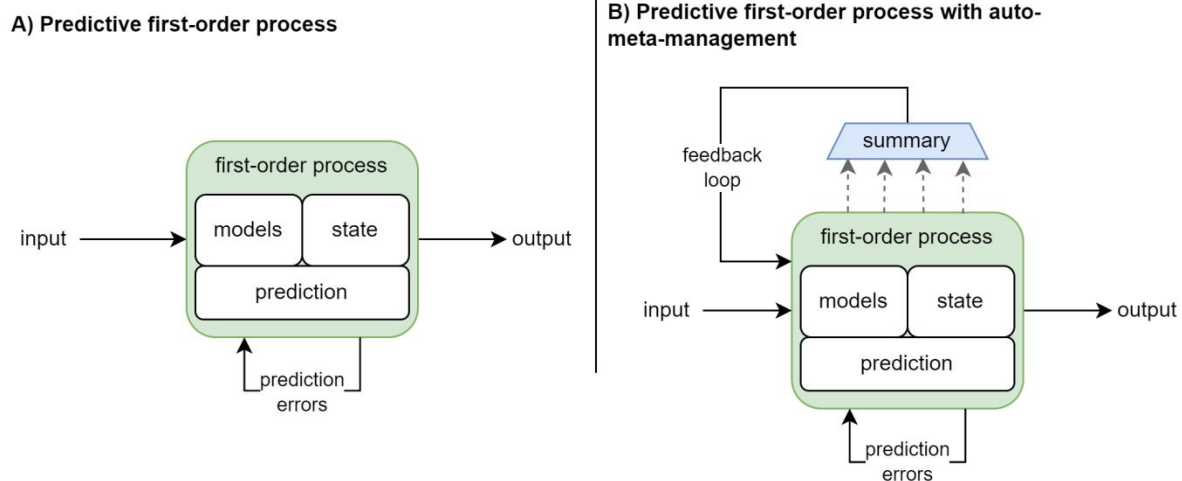 A) Predictive first-order process
first-order process
models
state
input
output
prediction
prediction
errors
B) Predictive first-order process with auto-
meta-management
summary
feedback
loop
first-order process
models
state
input
output
prediction
prediction
errors